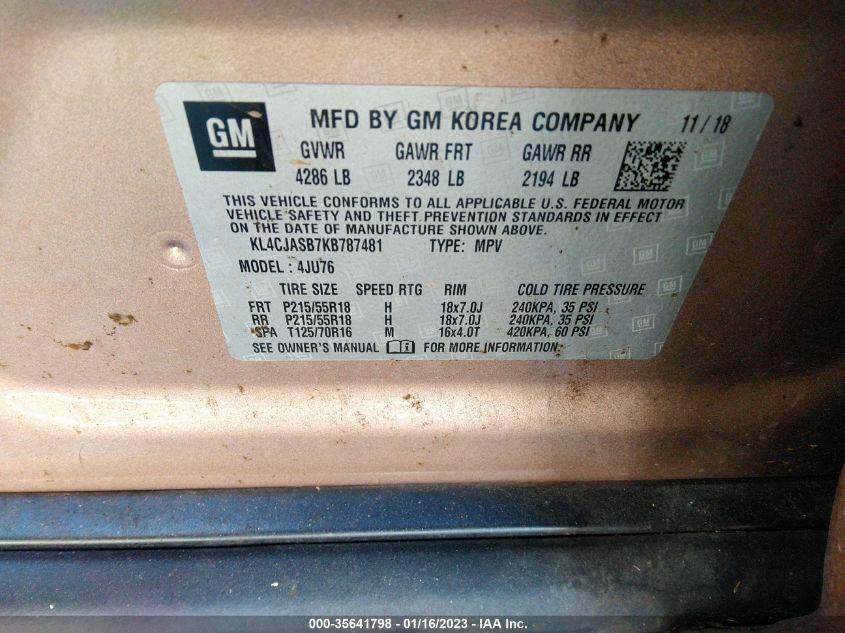 GM MFD BY GM KOREA COMPANY 11/18
GVWR GAWR FRT GAWR RR
4286 LB 2348 LB 2194 LB
THIS VEHICLE CONFORMS TO ALL APPLICABLE U.S. FEDERAL MOTOR
VEHICLE SAFETY AND THEFT PREVENTION STANDARDS IN EFFECT
ON THE DATE OF MANUFACTURE SHOWN ABOVE.
KL4CJASB7KB787481 TYPE: MPV
MODEL : 4JU76
TIRE SIZE SPEED RTG RIM COLD TIRE PRESSURE
FRT P215/55R18 H 18x7.0J 240KPA, 35 PSI
RR P215/55R18 H 18x7.0J 240KPA, 35 PSI
SPA T125/70R16 M 16x4.0T 420KPA, 60 PSI
SEE OWNER'S MANUAL FOR MORE INFORMATION.
000-35641798 - 01/16/2023 - IAA Inc.